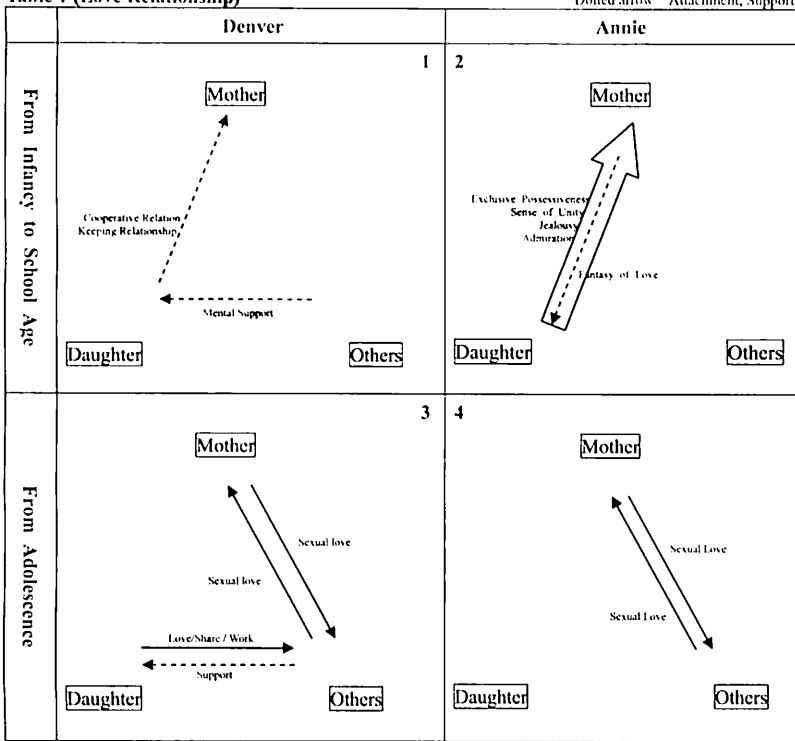 (Love Relationship)
Dotted arrow Attachment, Support
Denver
Annie
From Infancy to School Age
1
Mother
Cooperative Relation
Keeping Relationship
Mental Support
Daughter
Others
2
Mother
Exclusive Possessiveness
Sense of Unity
Jealousy
Admiration
Fantasy of Love
Daughter
Others
From Adolescence
3
Mother
Sexual love
Sexual love
Love/Share / Work
Support
Daughter
Others
4
Mother
Sexual Love
Sexual Love
Daughter
Others